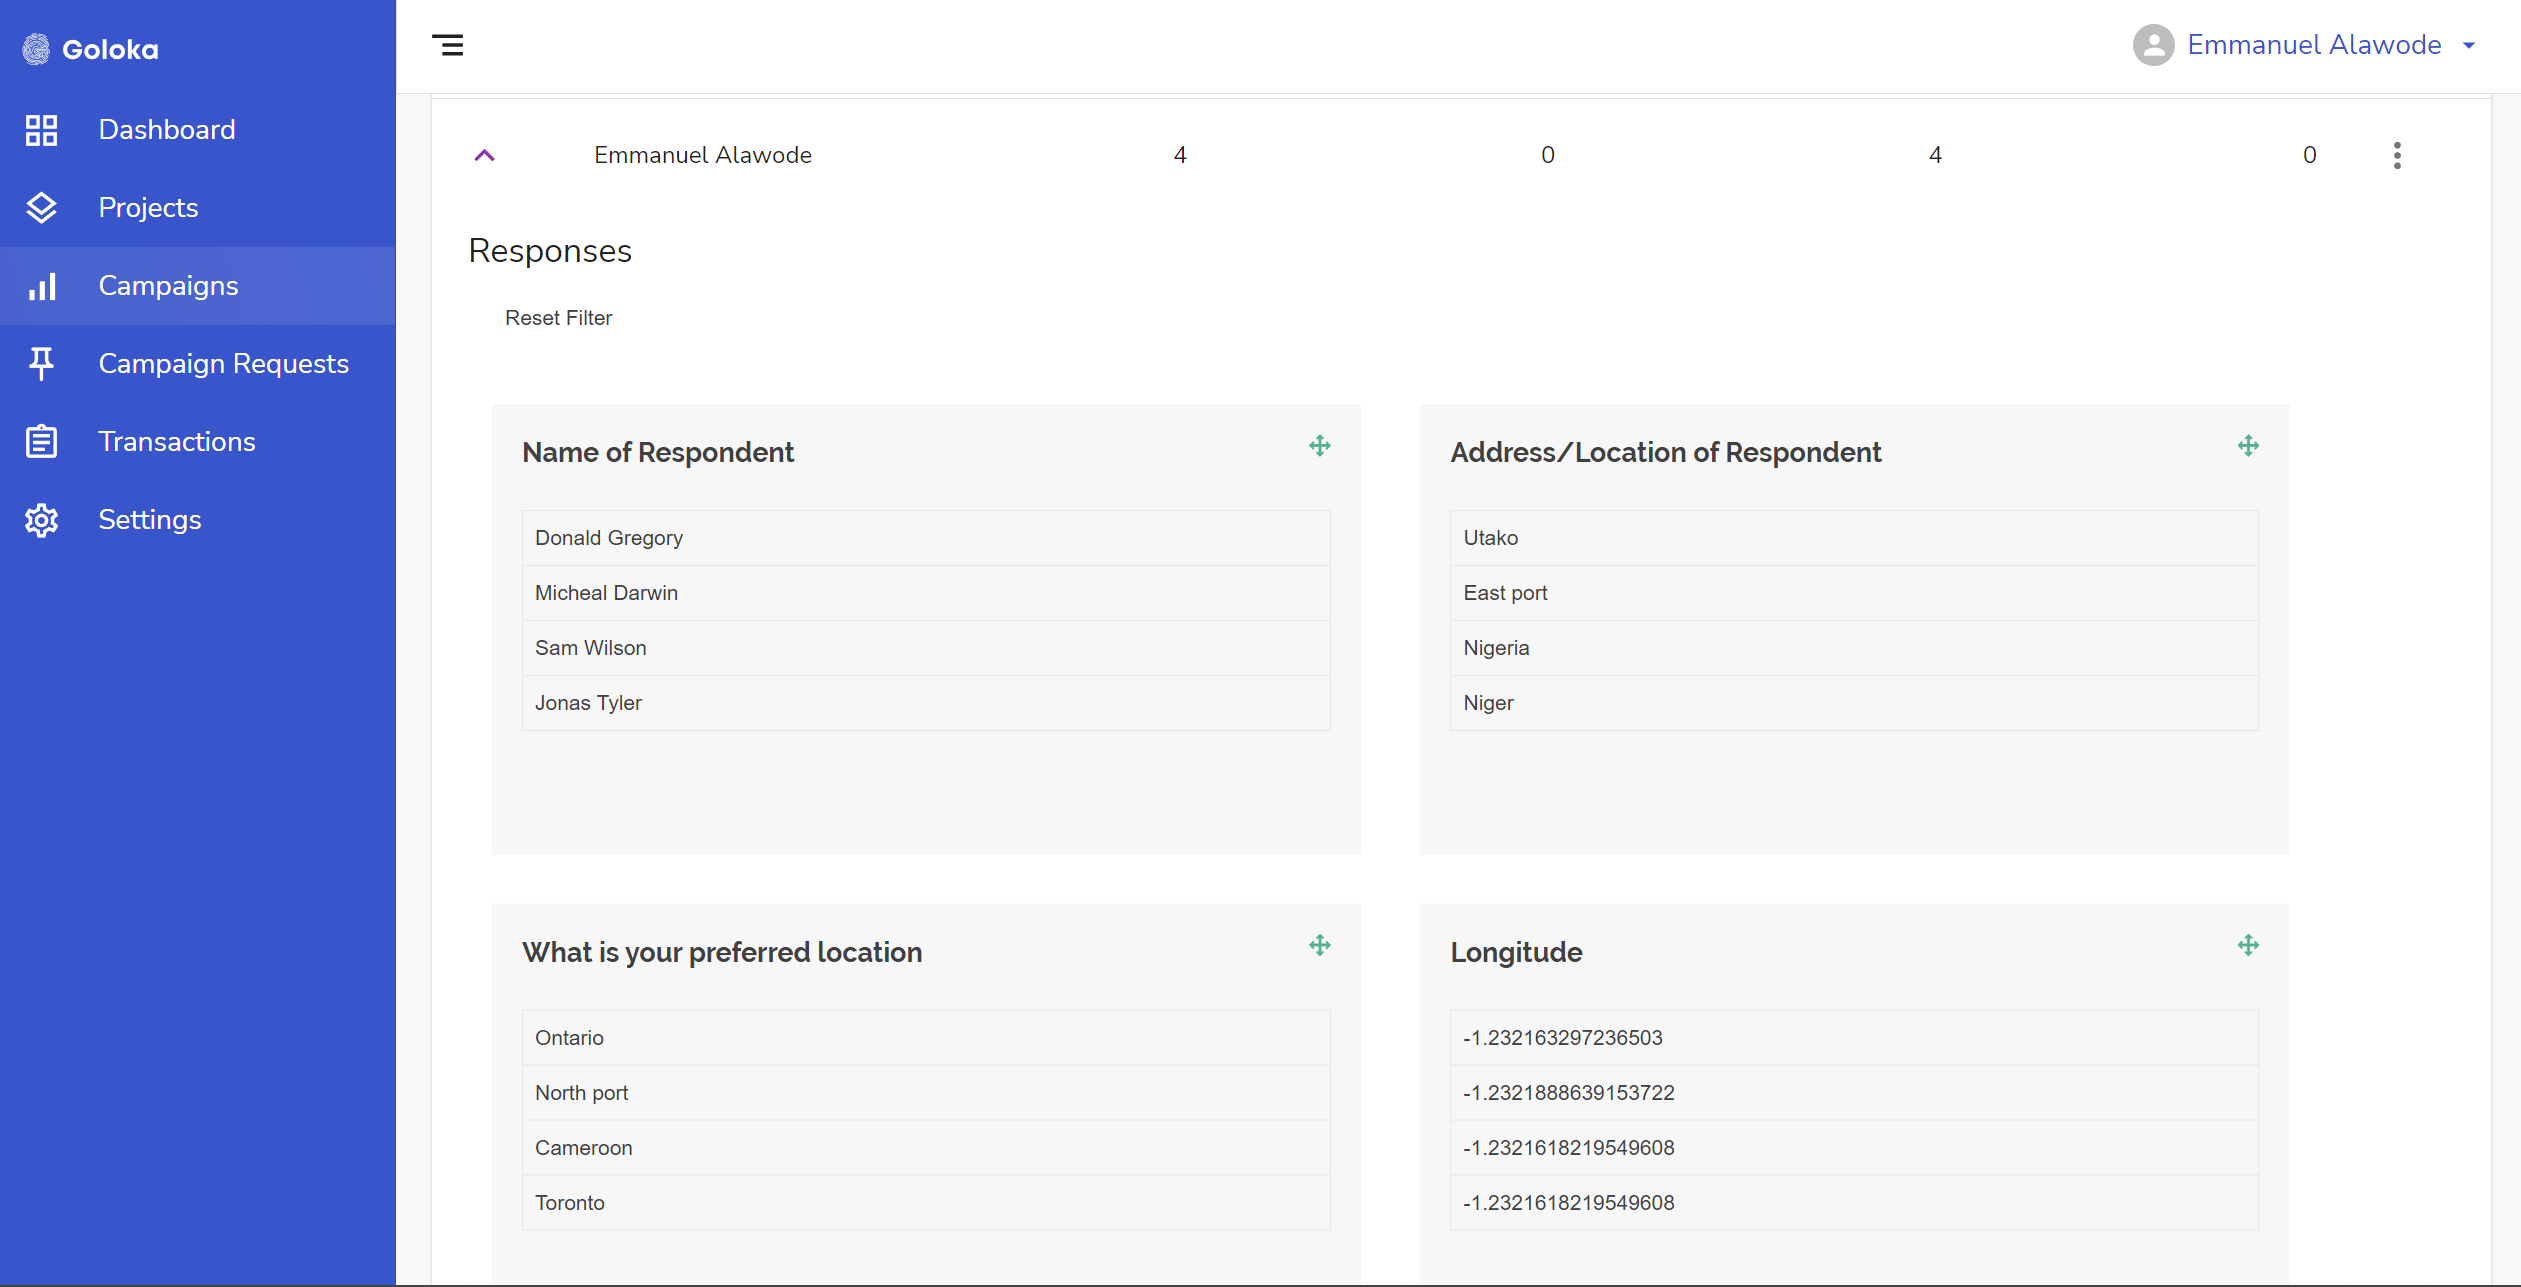 Goloka
Emmanuel Alawode
Dashboard
Projects
Campaigns
Campaign Requests
Transactions
Settings
Emmanuel Alawode 4 0 4 0
Responses
Reset Filter
Name of Respondent
Donald Gregory
Micheal Darwin
Sam Wilson
Jonas Tyler
Address/Location of Respondent
Utako
East port
Nigeria
Niger
What is your preferred location
Ontario
North port
Cameroon
Toronto
Longitude
-1.232163297236503
-1.2321888639153722
-1.2321618219549608
-1.2321618219549608